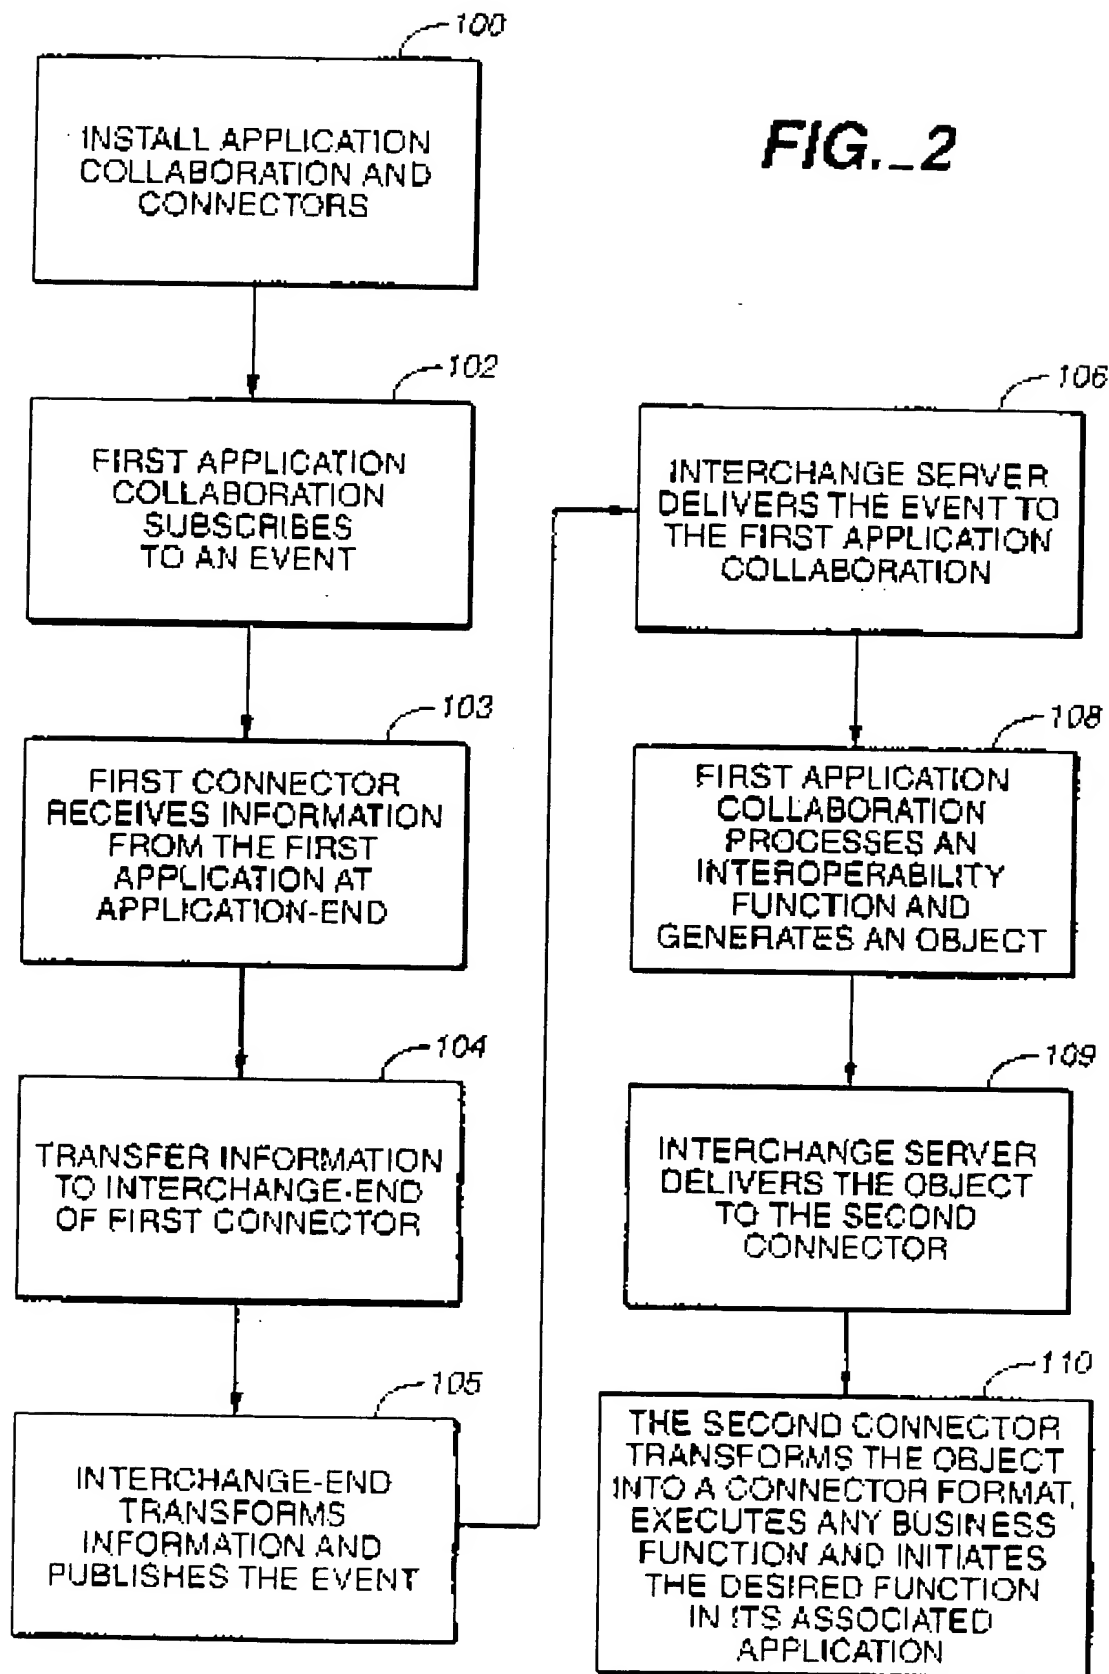 FIG._2
100
INSTALL APPLICATION
COLLABORATION AND
CONNECTORS
102
FIRST APPLICATION
COLLABORATION
SUBSCRIBES
TO AN EVENT
103
FIRST CONNECTOR
RECEIVES INFORMATION
FROM THE FIRST
APPLICATION AT
APPLICATION-END
104
TRANSFER INFORMATION
TO INTERCHANGE-END
OF FIRST CONNECTOR
105
INTERCHANGE-END
TRANSFORMS
INFORMATION AND
PUBLISHES THE EVENT
106
INTERCHANGE SERVER
DELIVERS THE EVENT TO
THE FIRST APPLICATION
COLLABORATION
108
FIRST APPLICATION
COLLABORATION
PROCESSES AN
INTEROPERABILITY
FUNCTION AND
GENERATES AN OBJECT
109
INTERCHANGE SERVER
DELIVERS THE OBJECT
TO THE SECOND
CONNECTOR
110
THE SECOND CONNECTOR
TRANSFORMS THE OBJECT
INTO A CONNECTOR FORMAT,
EXECUTES ANY BUSINESS
FUNCTION AND INITIATES
THE DESIRED FUNCTION
IN ITS ASSOCIATED
APPLICATION